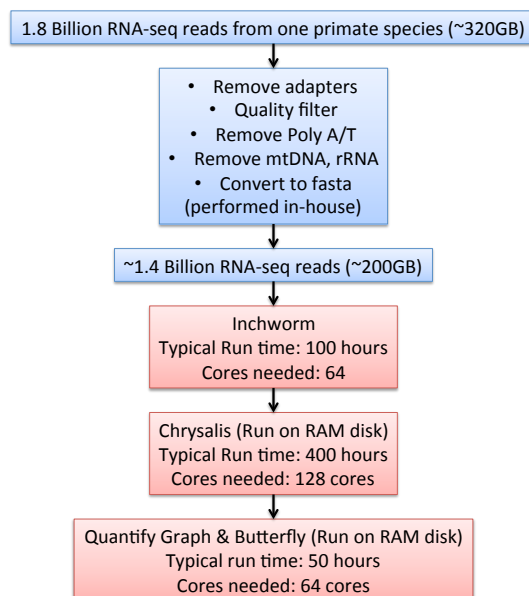 1.8 Billion RNA-seq reads from one primate species (~320GB)
• Remove adapters
• Quality filter
• Remove Poly A/T
• Remove mtDNA, rRNA
• Convert to fasta
(performed in-house)
~1.4 Billion RNA-seq reads (~200GB)
Inchworm
Typical Run time: 100 hours
Cores needed: 64
Chrysalis (Run on RAM disk)
Typical Run time: 400 hours
Cores needed: 128 cores
Quantify Graph & Butterfly (Run on RAM disk)
Typical run time: 50 hours
Cores needed: 64 cores